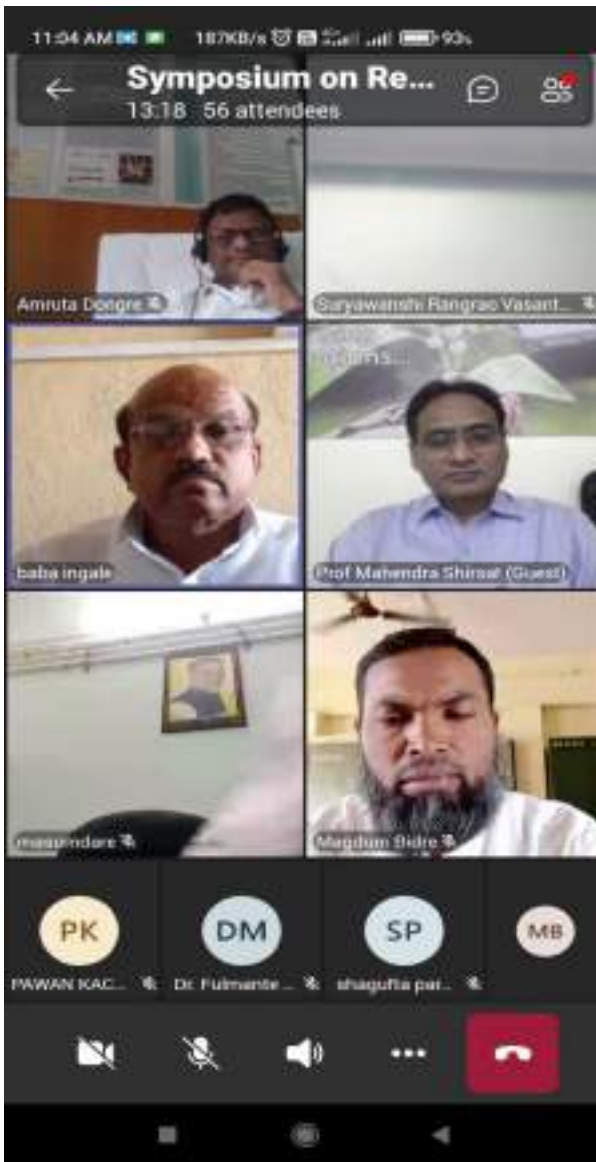 11:04 AM 187KB/s 93%
Symposium on Re...
13:18 56 attendees
Amruta Dongre
Suryawanshi Rangrao Vasant...
baba ingale
Prof Mahendra Shirsat (Guest)
Magdum Bidre
PK
DM
SP
MB
PAWAN KAC...
Dr. Fulmante ...
shagufta par...